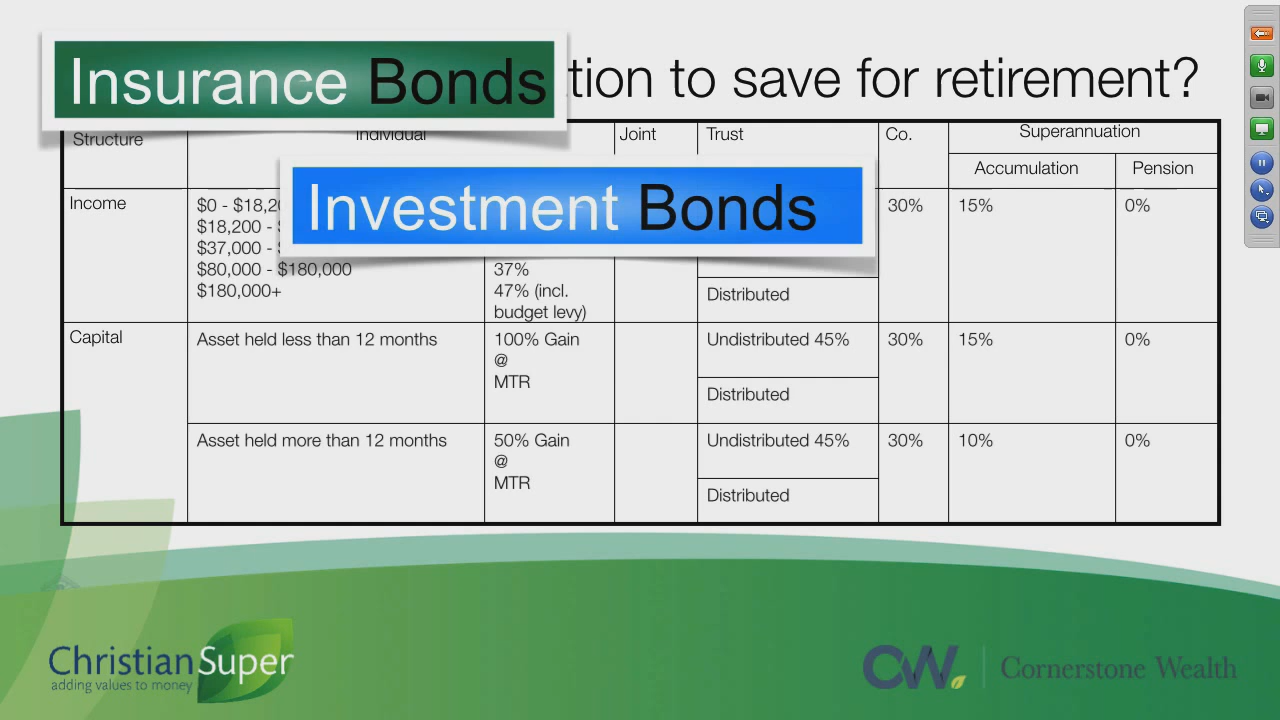 Insurance Bonds
tion to save for retirement?
Structure
Individual
Joint
Trust
Co.
Superannuation
Accumulation
Pension
Investment Bonds
Income
$0 - $18,20
$18,200 -
$37,000 -
$80,000 - $180,000
$180,000+
37%
47% (incl.
budget levy)
Distributed
30%
15%
0%
Capital
Asset held less than 12 months
100% Gain
@
MTR
Undistributed 45%
Distributed
30%
15%
0%
Asset held more than 12 months
50% Gain
@
MTR
Undistributed 45%
Distributed
30%
10%
0%
Christian Super
adding values to money
CW. | Cornerstone Wealth